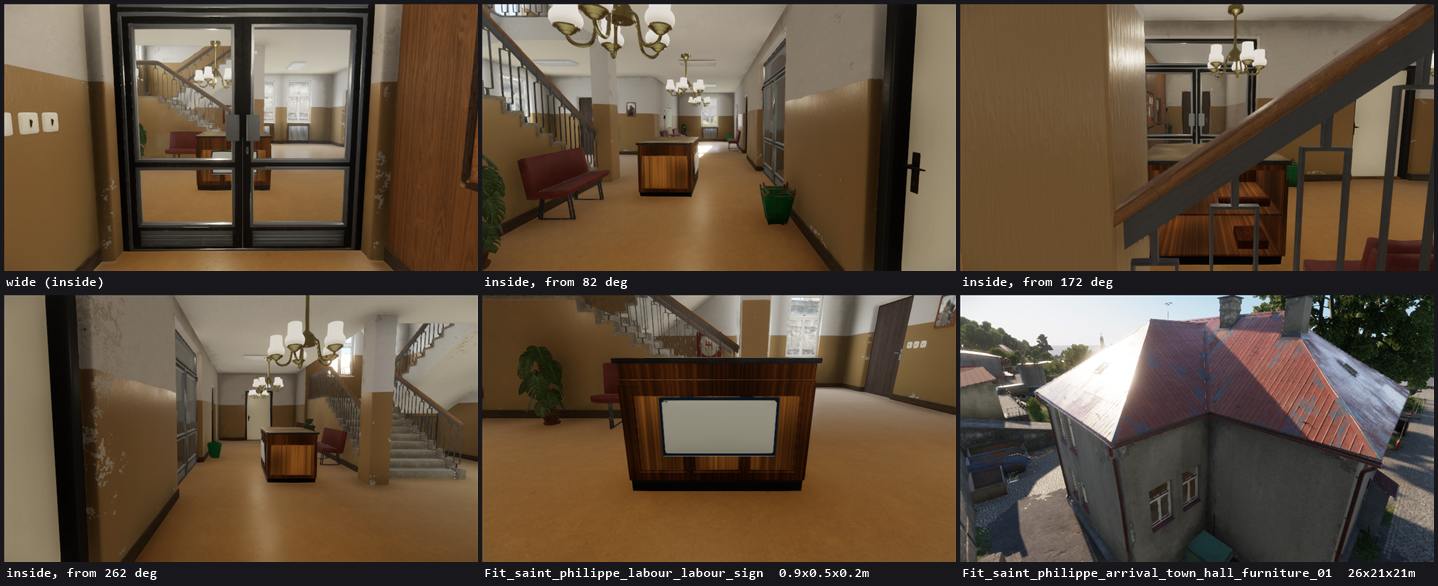 wide (inside)
inside, from 82 deg
inside, from 172 deg
inside, from 262 deg
Fit_saint_philippe_labour_labour_sign  0.9x0.5x0.2m
Fit_saint_philippe_arrival_town_hall_furniture_01  26x21x21m